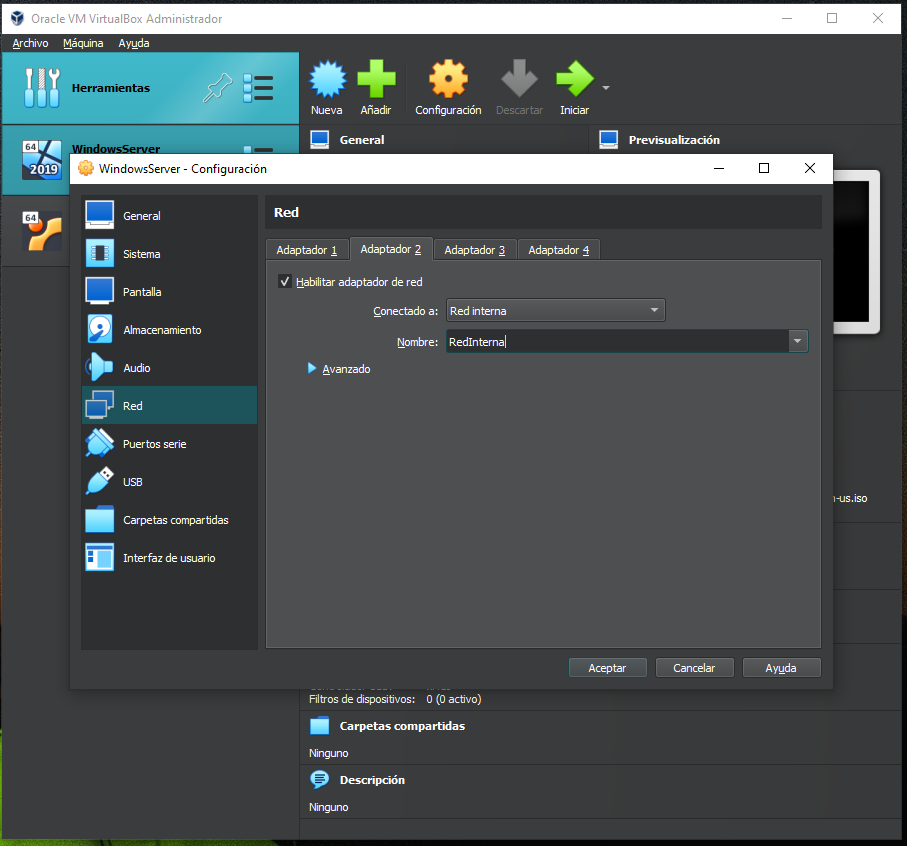 Oracle VM VirtualBox Administrador
Archivo Máquina Ayuda
Herramientas
Nueva Añadir Configuración Descartar Iniciar
General Previsualización
64 2019 WindowsServer
WindowsServer - Configuración
64
General
Sistema
Pantalla
Almacenamiento
Audio
Red
Puertos serie
USB
Carpetas compartidas
Interfaz de usuario
Red
Adaptador 1 Adaptador 2 Adaptador 3 Adaptador 4
Habilitar adaptador de red
Conectado a: Red interna
Nombre: RedInterna
Avanzado
-us.iso
Aceptar Cancelar Ayuda
Filtros de dispositivos: 0 (0 activo)
Carpetas compartidas
Ninguno
Descripción
Ninguno